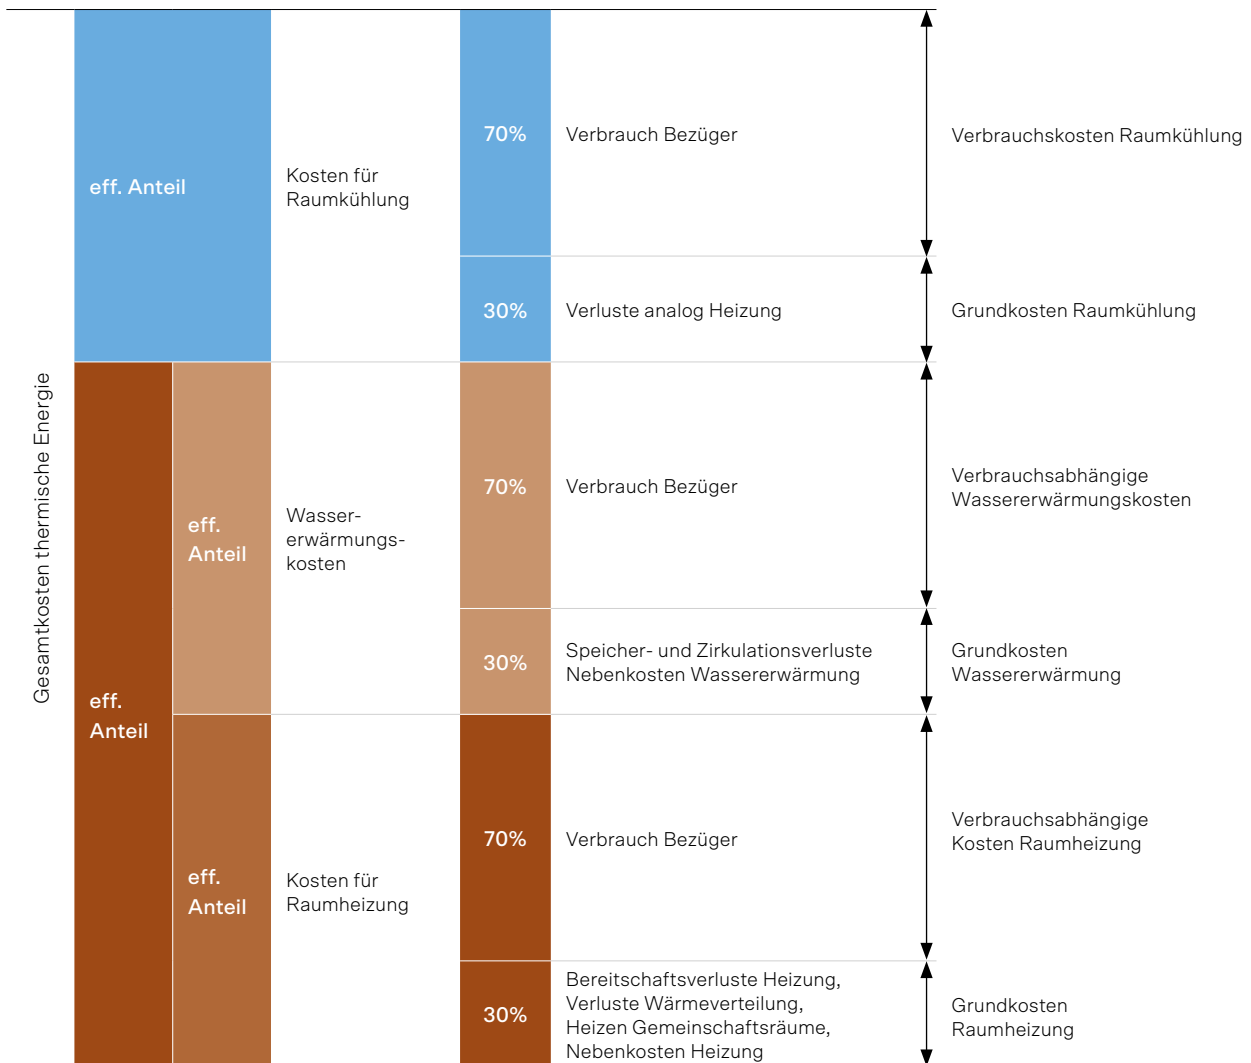 Gesamtkosten thermische Energie
eff. Anteil
Kosten für
Raumkühlung
70%
Verbrauch Bezüger
Verbrauchskosten Raumkühlung
30%
Verluste analog Heizung
Grundkosten Raumkühlung
eff.
Anteil
eff.
Anteil
Wasser-
erwärmungs-
kosten
70%
Verbrauch Bezüger
Verbrauchsabhängige
Wassererwärmungskosten
30%
Speicher- und Zirkulationsverluste
Nebenkosten Wassererwärmung
Grundkosten
Wassererwärmung
eff.
Anteil
Kosten für
Raumheizung
70%
Verbrauch Bezüger
Verbrauchsabhängige
Kosten Raumheizung
30%
Bereitschaftsverluste Heizung,
Verluste Wärmeverteilung,
Heizen Gemeinschaftsräume,
Nebenkosten Heizung
Grundkosten
Raumheizung